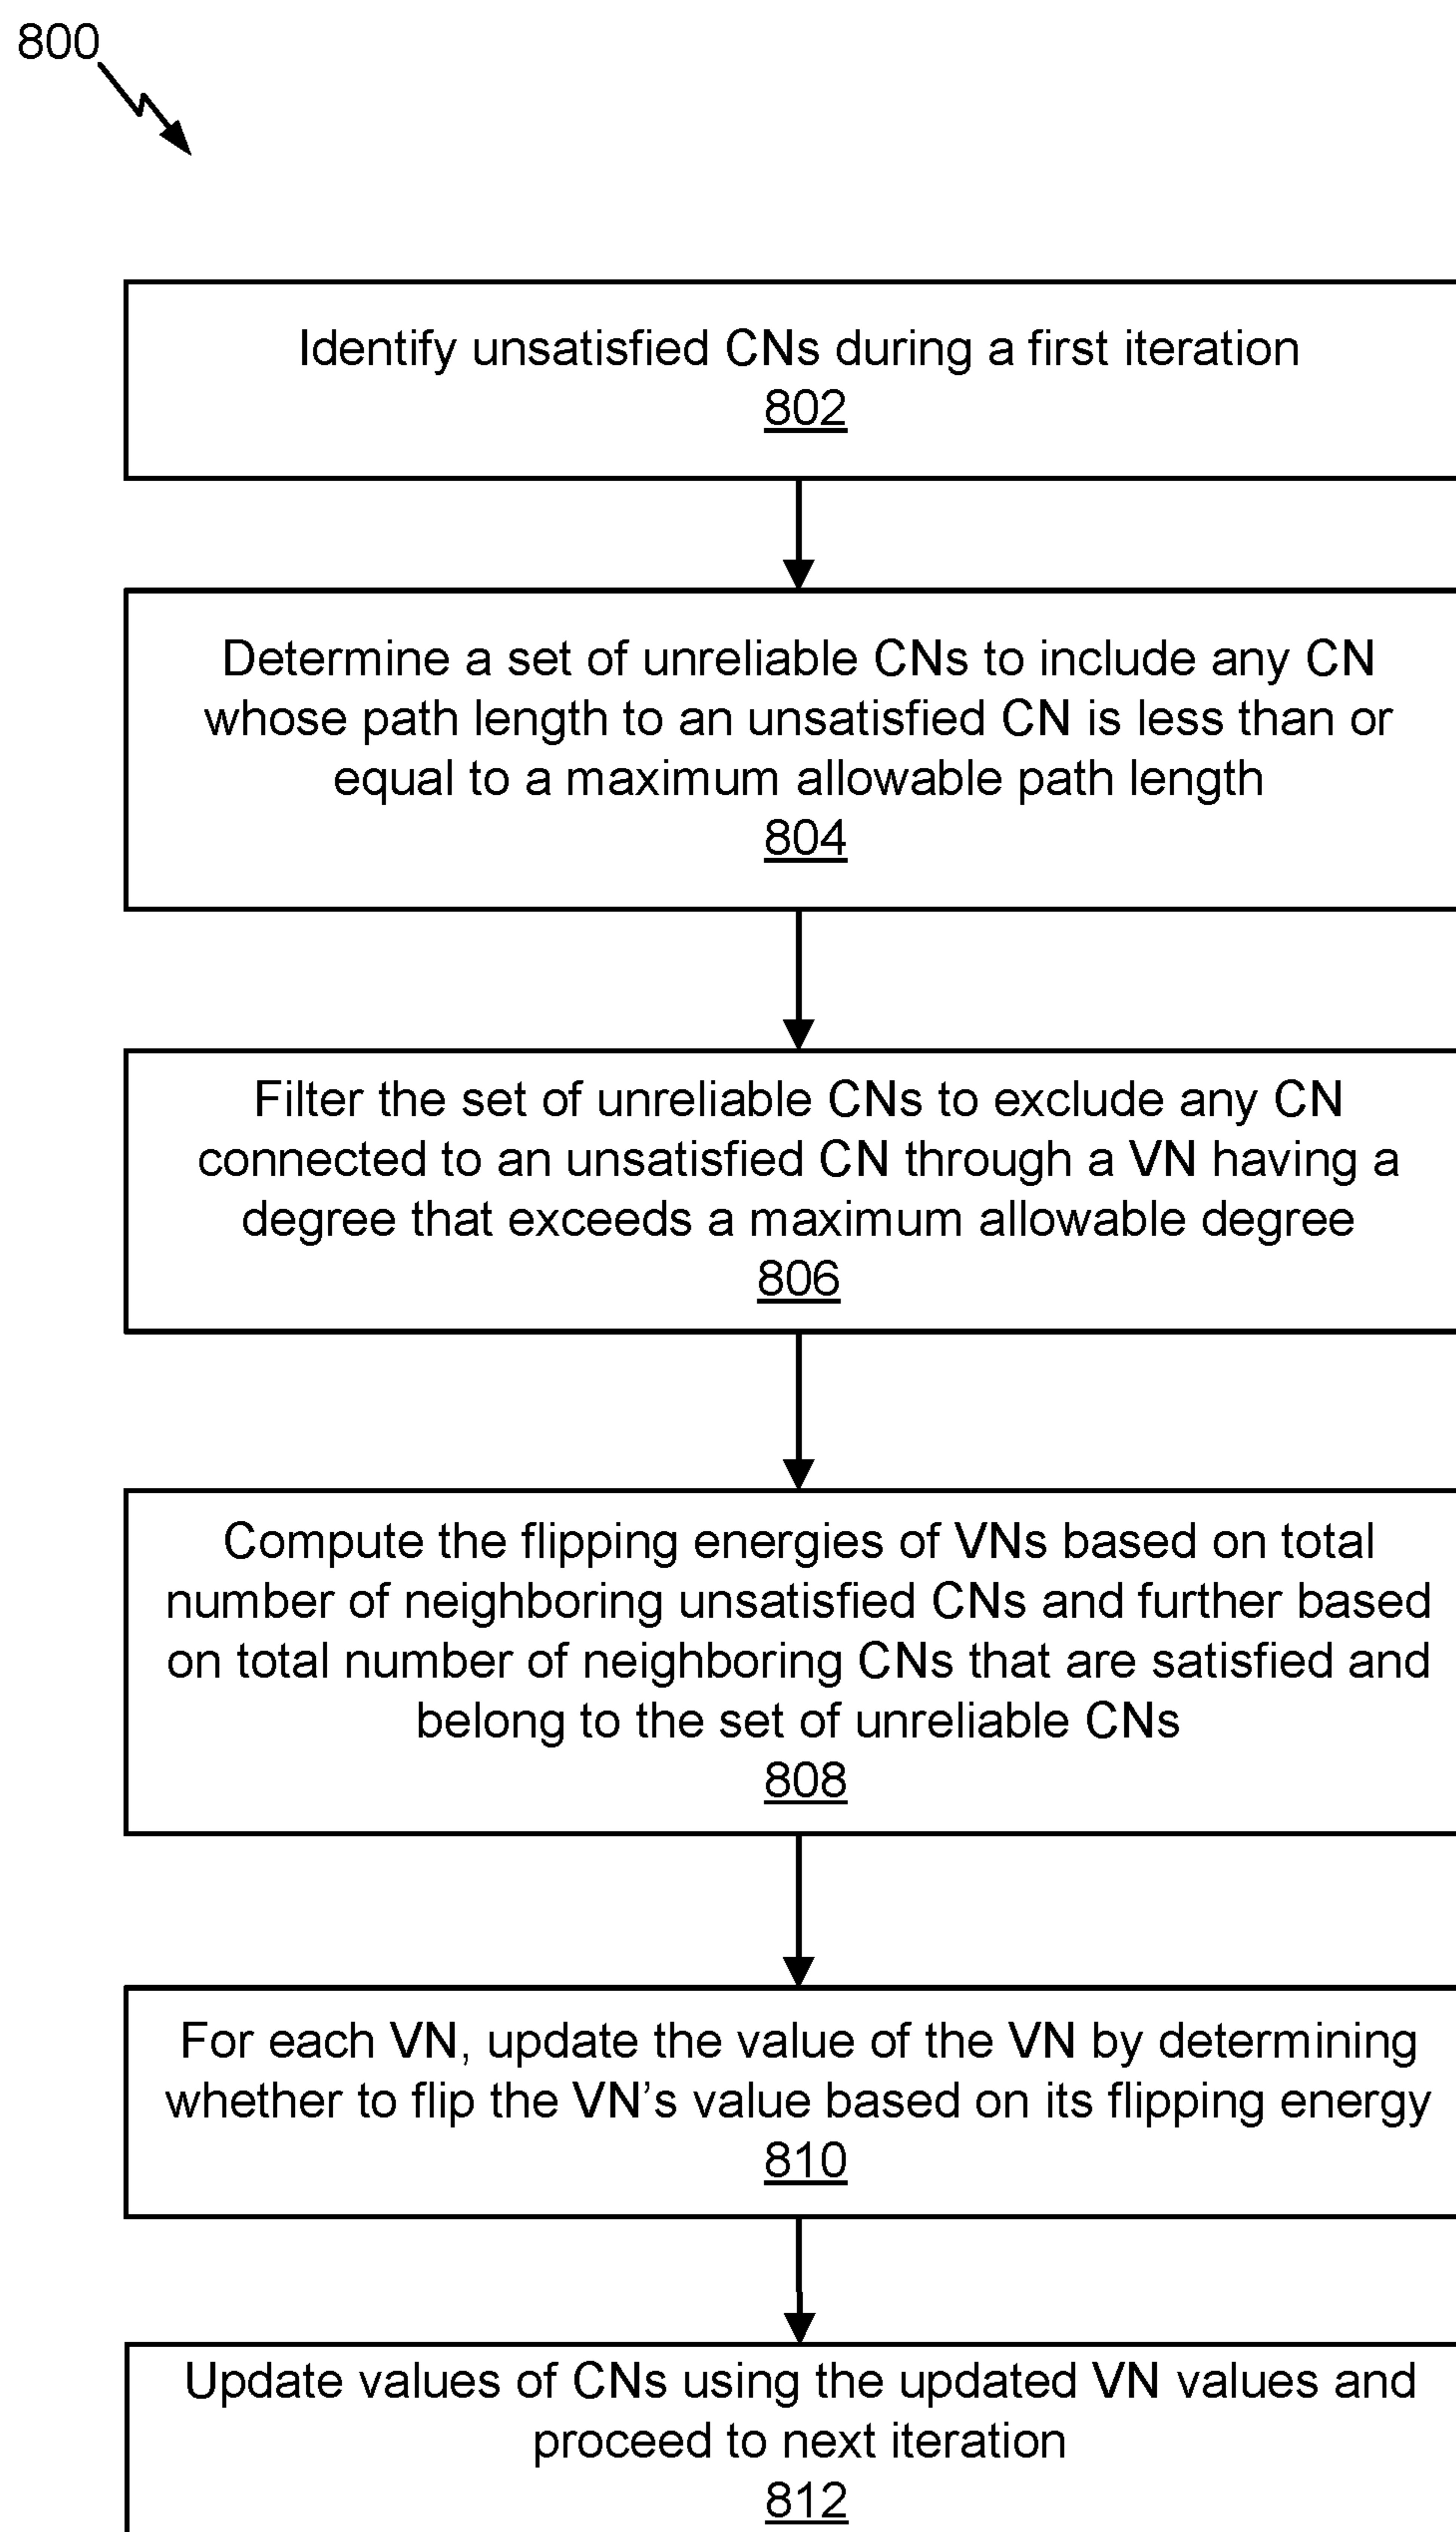 800
Identify unsatisfied CNs during a first iteration
802
Determine a set of unreliable CNs to include any CN
whose path length to an unsatisfied CN is less than or
equal to a maximum allowable path length
804
Filter the set of unreliable CNs to exclude any CN
connected to an unsatisfied CN through a VN having a
degree that exceeds a maximum allowable degree
806
Compute the flipping energies of VNs based on total
number of neighboring unsatisfied CNs and further based
on total number of neighboring CNs that are satisfied and
belong to the set of unreliable CNs
808
For each VN, update the value of the VN by determining
whether to flip the VN’s value based on its flipping energy
810
Update values of CNs using the updated VN values and
proceed to next iteration
812